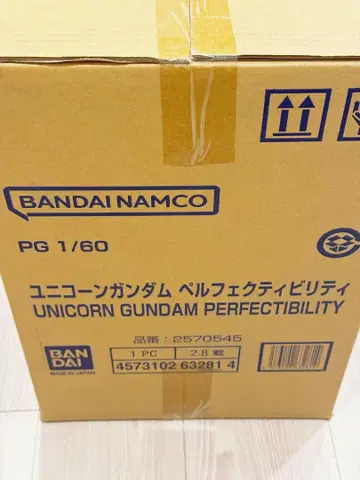 BANDAI NAMCO
PG 1/60
ユニコーンガンダム ペルフェクティビリティ
UNICORN GUNDAM PERFECTIBILITY
品番：2570545
1 PC 2.8 載
4573102 63281 4
BAN
DAI
MADE IN JAPAN